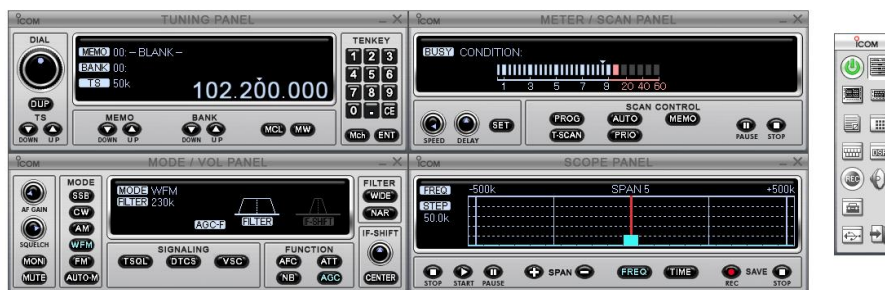 ICOM TUNING PANEL
DIAL
MEMO 00: – BLANK –
BANK 00:
TS 50k
102.200.000
TENKEY
1 2 3
4 5 6
7 8 9
0 . CE
Mch ENT
DUP
TS
DOWN UP
MEMO
DOWN UP
BANK
DOWN UP
MCL MW
ICOM METER / SCAN PANEL
BUSY CONDITION:
1 3 5 7 9 20 40 60
SPEED DELAY SET
SCAN CONTROL
PROG AUTO MEMO
T-SCAN PRIO
PAUSE STOP
ICOM MODE / VOL PANEL
AF GAIN
SQUELCH
MONI
MUTE
MODE
SSB
CW
AM
WFM
FM
AUTO-M
MODE WFM
FILTER 230k
AGC-F FILTER F-SHIFT
SIGNALING
TSQL DTCS VSC
FUNCTION
AFC ATT
NB AGC
FILTER
WIDE
NAR
IF-SHIFT
CENTER
ICOM SCOPE PANEL
FREQ -500k SPAN 5 +500k
STEP
50.0k
STOP START PAUSE
SPAN
FREQ TIME
REC SAVE STOP
ICOM
DSP
REC